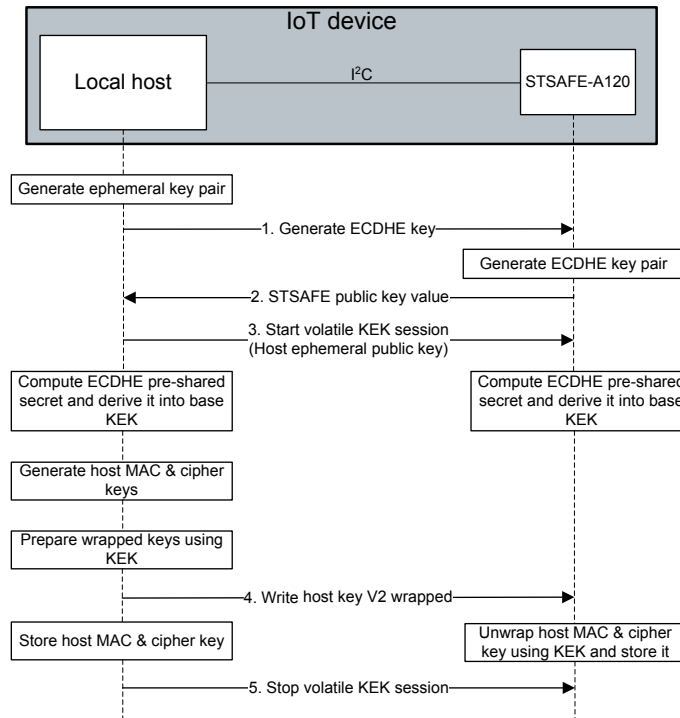 IoT device
Local host
I²C
STSAFE-A120
Generate ephemeral key pair
1. Generate ECDHE key
Generate ECDHE key pair
2. STSAFE public key value
3. Start volatile KEK session
(Host ephemeral public key)
Compute ECDHE pre-shared
secret and derive it into base
KEK
Compute ECDHE pre-shared
secret and derive it into base
KEK
Generate host MAC & cipher
keys
Prepare wrapped keys using
KEK
4. Write host key V2 wrapped
Store host MAC & cipher key
Unwrap host MAC & cipher
key using KEK and store it
5. Stop volatile KEK session